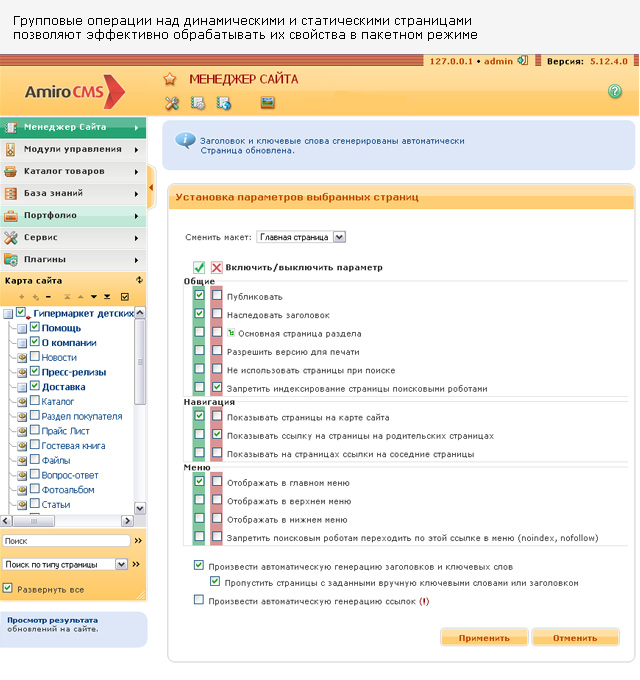 Групповые операции над динамическими и статическими страницами
позволяют эффективно обрабатывать их свойства в пакетном режиме
127.0.0.1 • admin
Версия: 5.12.4.0
Amiro CMS
МЕНЕДЖЕР САЙТА
Менеджер Сайта
Модули управления
Каталог товаров
База знаний
Портфолио
Сервис
Плагины
Заголовок и ключевые слова сгенерированы автоматически
Страница обновлена.
Установка параметров выбранных страниц
Сменить макет: Главная страница
Включить/выключить параметр
Общие
Публиковать
Наследовать заголовок
Основная страница раздела
Разрешить версию для печати
Не использовать страницы при поиске
Запретить индексирование страницы поисковыми роботами
Навигация
Показывать страницы на карте сайта
Показывать ссылку на страницы на родительских страницах
Показывать на страницах ссылки на соседние страницы
Меню
Отображать в главном меню
Отображать в верхнем меню
Отображать в нижнем меню
Запретить поисковым роботам переходить по этой ссылке в меню (noindex, nofollow)
Произвести автоматическую генерацию заголовков и ключевых слов
Пропустить страницы с заданными вручную ключевыми словами или заголовком
Произвести автоматическую генерацию ссылок (!)
Применить
Отменить
Карта сайта
Гипермаркет детских
Помощь
О компании
Новости
Пресс-релизы
Доставка
Каталог
Раздел покупателя
Прайс Лист
Гостевая книга
Файлы
Вопрос-ответ
Фотоальбом
Статьи
Поиск
Поиск по типу страницы
Развернуть все
Просмотр результата
обновлений на сайте.